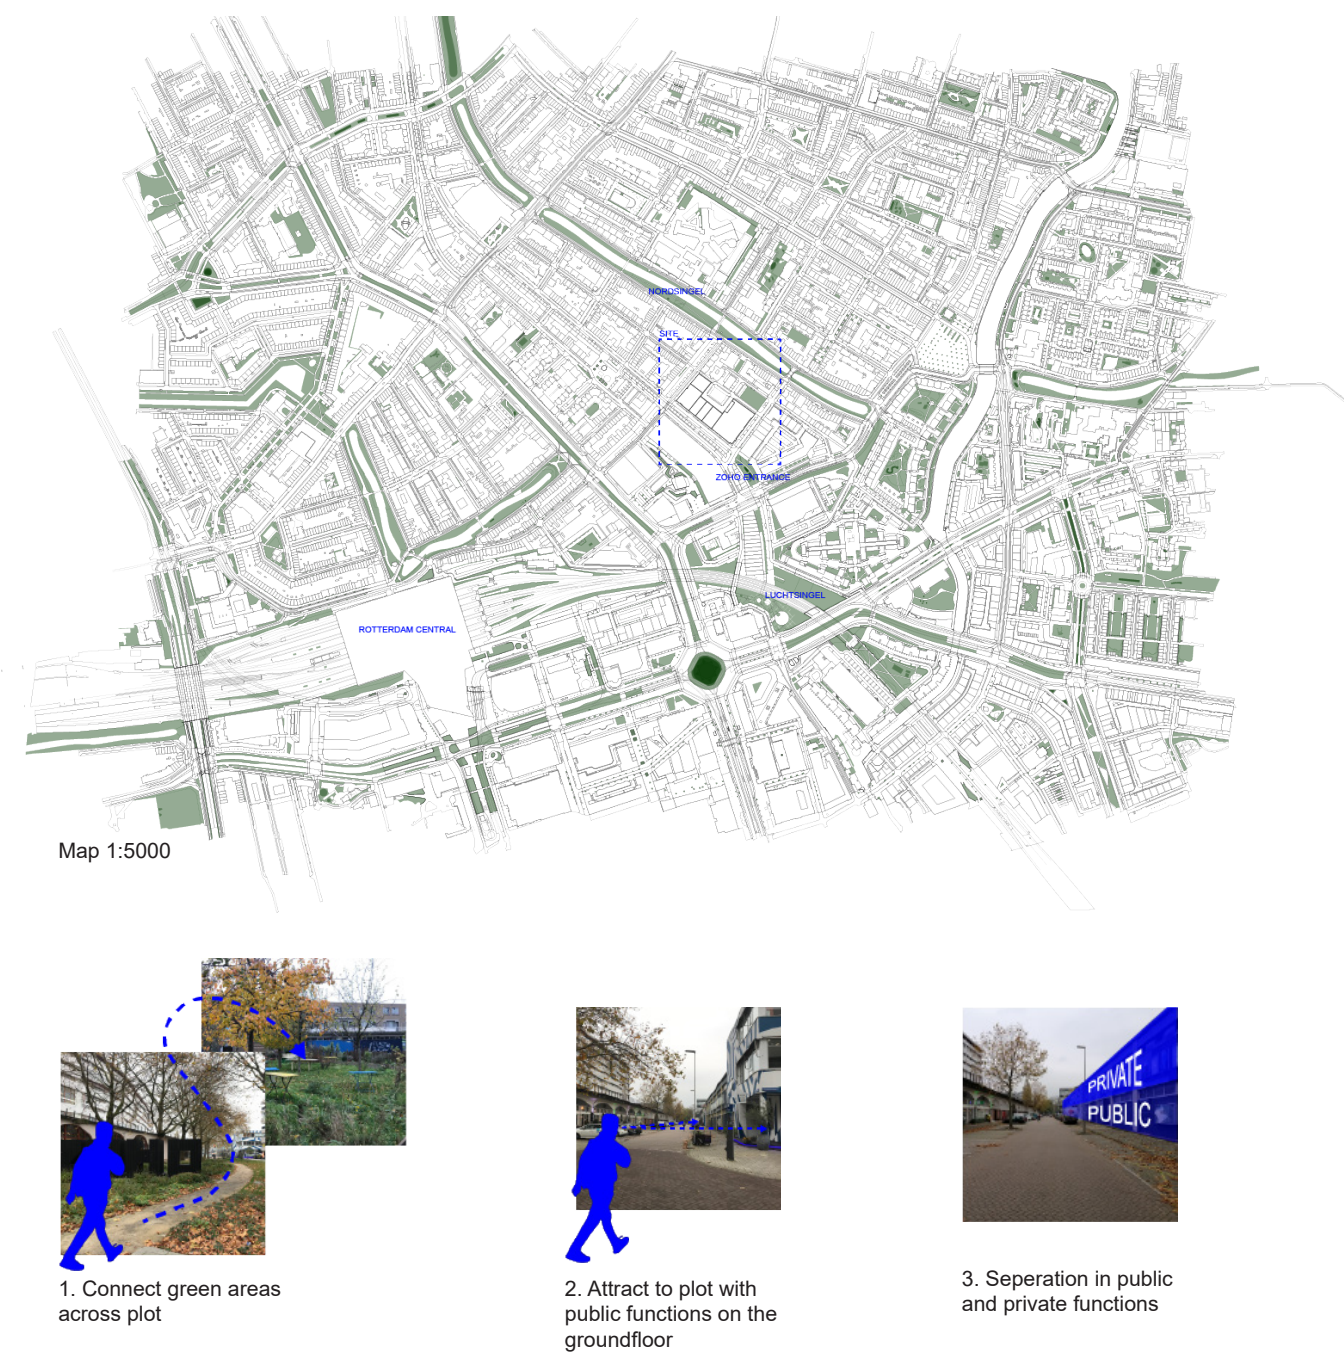 NORDSINGEL
SITE
ZOHO ENTRANCE
LUCHTSINGEL
ROTTERDAM CENTRAL
Map 1:5000
PRIVATE
PUBLIC
1. Connect green areas
across plot
2. Attract to plot with
public functions on the
groundfloor
3. Seperation in public
and private functions